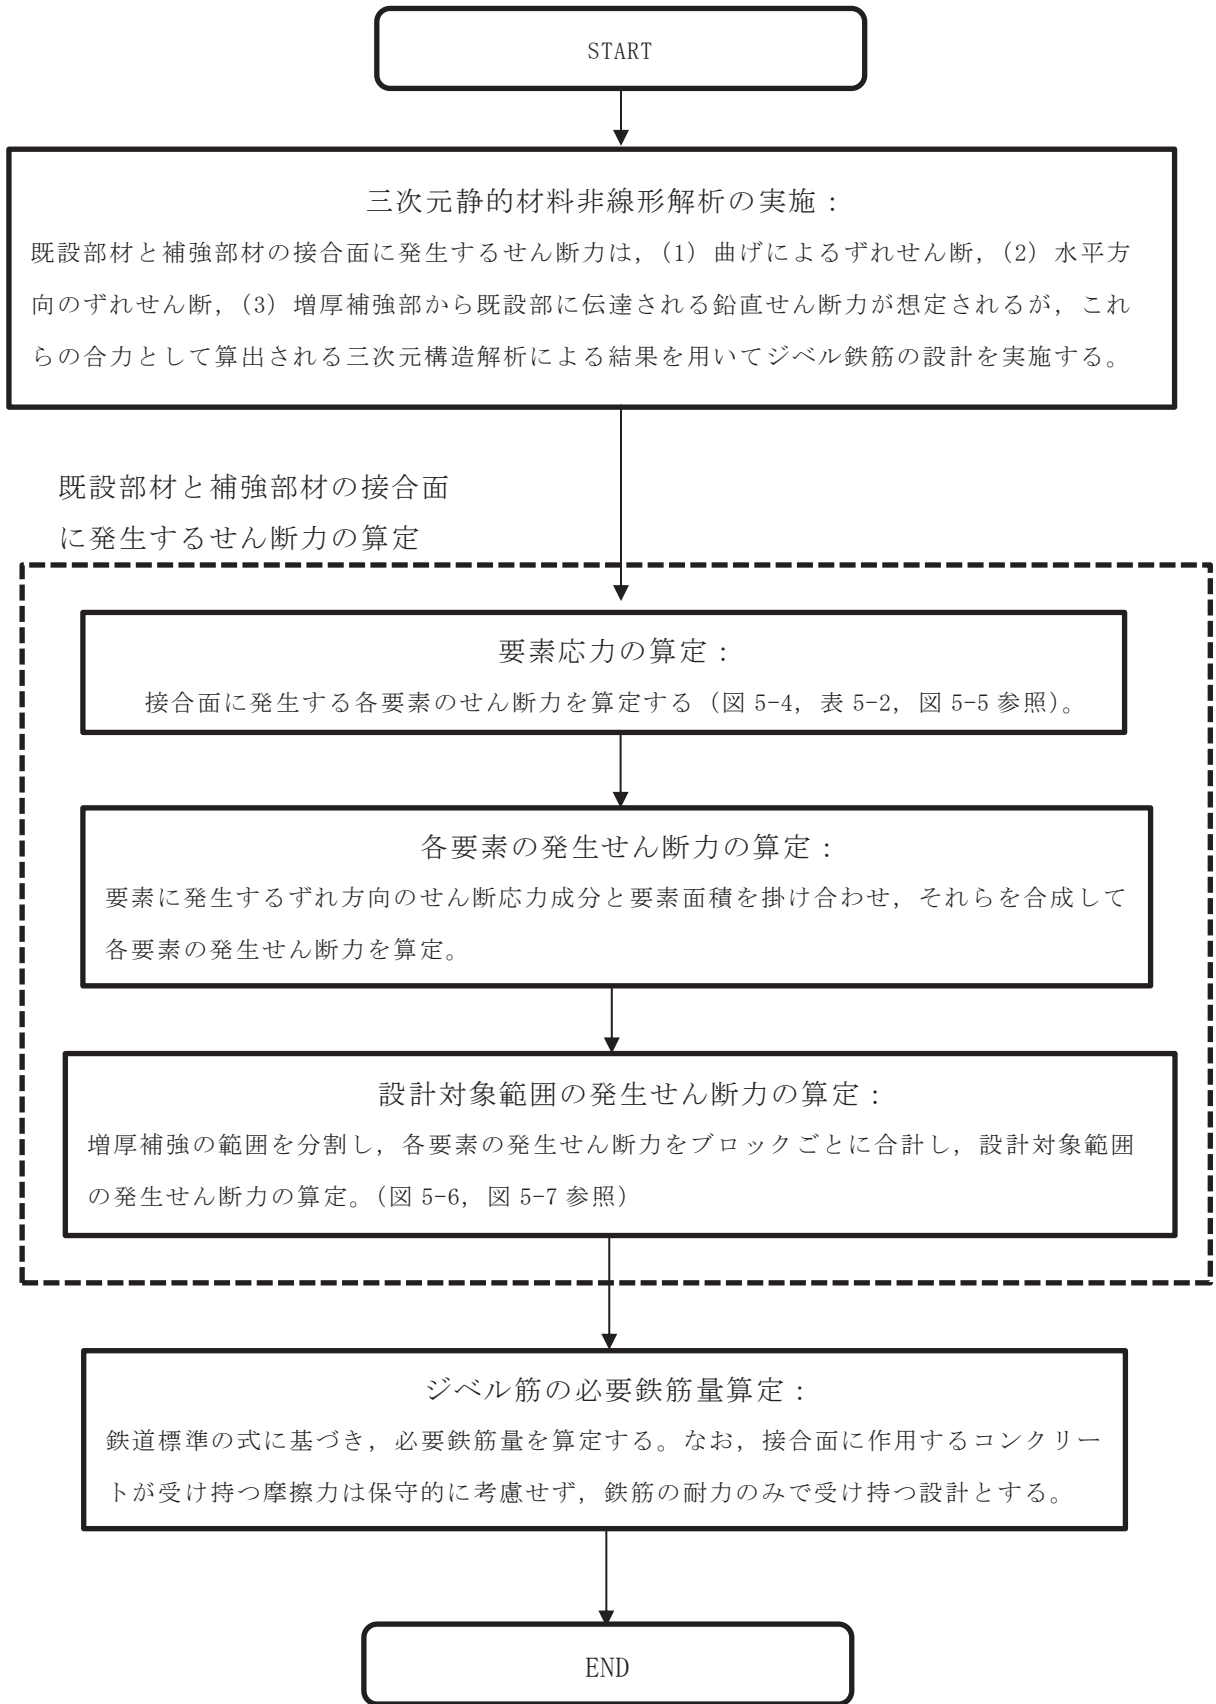 START
三次元静的材料非線形解析の実施：
既設部材と補強部材の接合面に発生するせん断力は，(1) 曲げによるずれせん断，(2) 水平方
向のずれせん断，(3) 増厚補強部から既設部に伝達される鉛直せん断力が想定されるが，これ
らの合力として算出される三次元構造解析による結果を用いてジベル鉄筋の設計を実施する。
既設部材と補強部材の接合面
に発生するせん断力の算定
要素応力の算定：
接合面に発生する各要素のせん断力を算定する（図 5-4，表 5-2，図 5-5 参照）。
各要素の発生せん断力の算定：
要素に発生するずれ方向のせん断応力成分と要素面積を掛け合わせ，それらを合成して
各要素の発生せん断力を算定。
設計対象範囲の発生せん断力の算定：
増厚補強の範囲を分割し，各要素の発生せん断力をブロックごとに合計し，設計対象範囲
の発生せん断力の算定。（図 5-6，図 5-7 参照）
ジベル筋の必要鉄筋量算定：
鉄道標準の式に基づき，必要鉄筋量を算定する。なお，接合面に作用するコンクリー
トが受け持つ摩擦力は保守的に考慮せず，鉄筋の耐力のみで受け持つ設計とする。
END